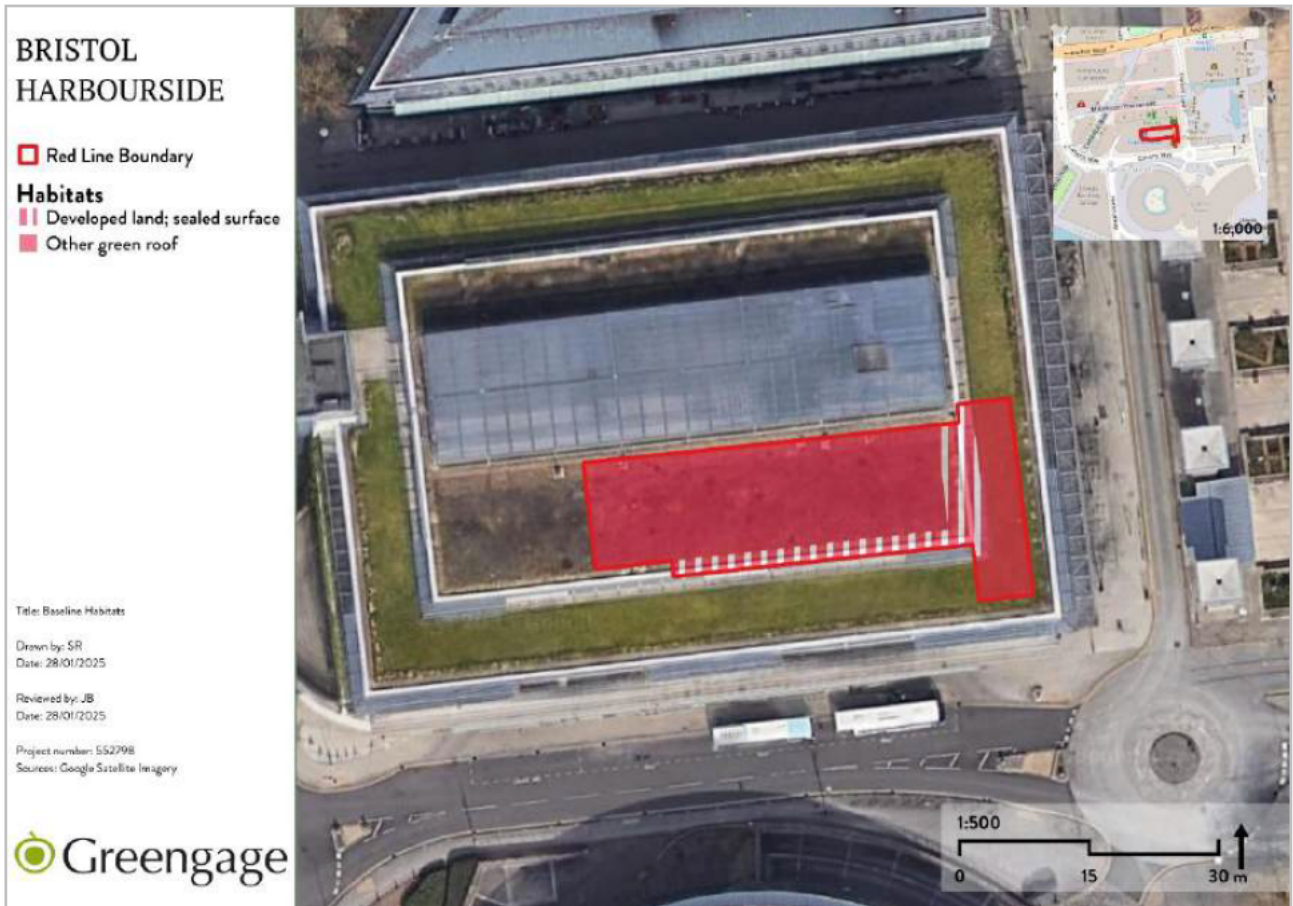 BRISTOL
HARBOURSIDE
Red Line Boundary
Habitats
Developed land; sealed surface
Other green roof
Title: Baseline Habitats
Drawn by: SR
Date: 28/01/2025
Reviewed by: JB
Date: 28/01/2025
Project number: 552798
Sources: Google Satellite Imagery
Greengage
1:6,000
1:500
0 15 30 m